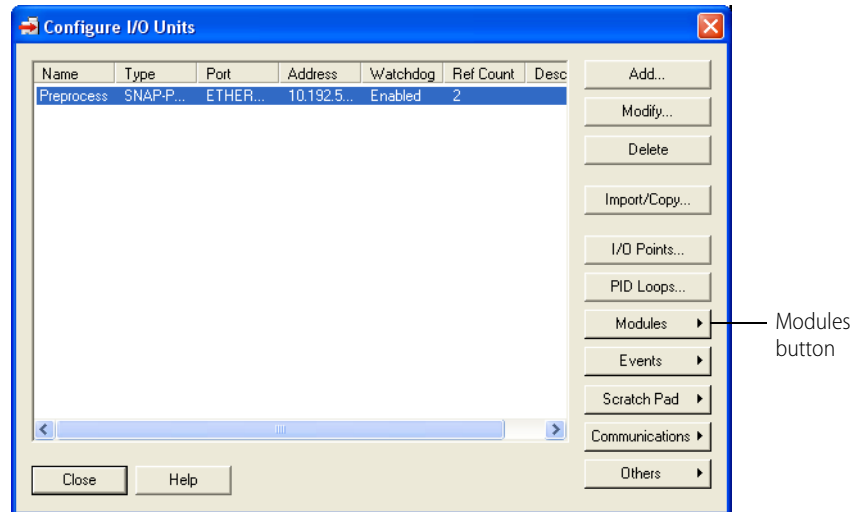 Configure I/O Units
Name Type Port Address Watchdog Ref Count Desc
Preprocess SNAP-P... ETHER... 10.192.5... Enabled 2
Add...
Modify...
Delete
Import/Copy...
I/O Points...
PID Loops...
Modules
Events
Scratch Pad
Communications
Others
Close Help
Modules
button